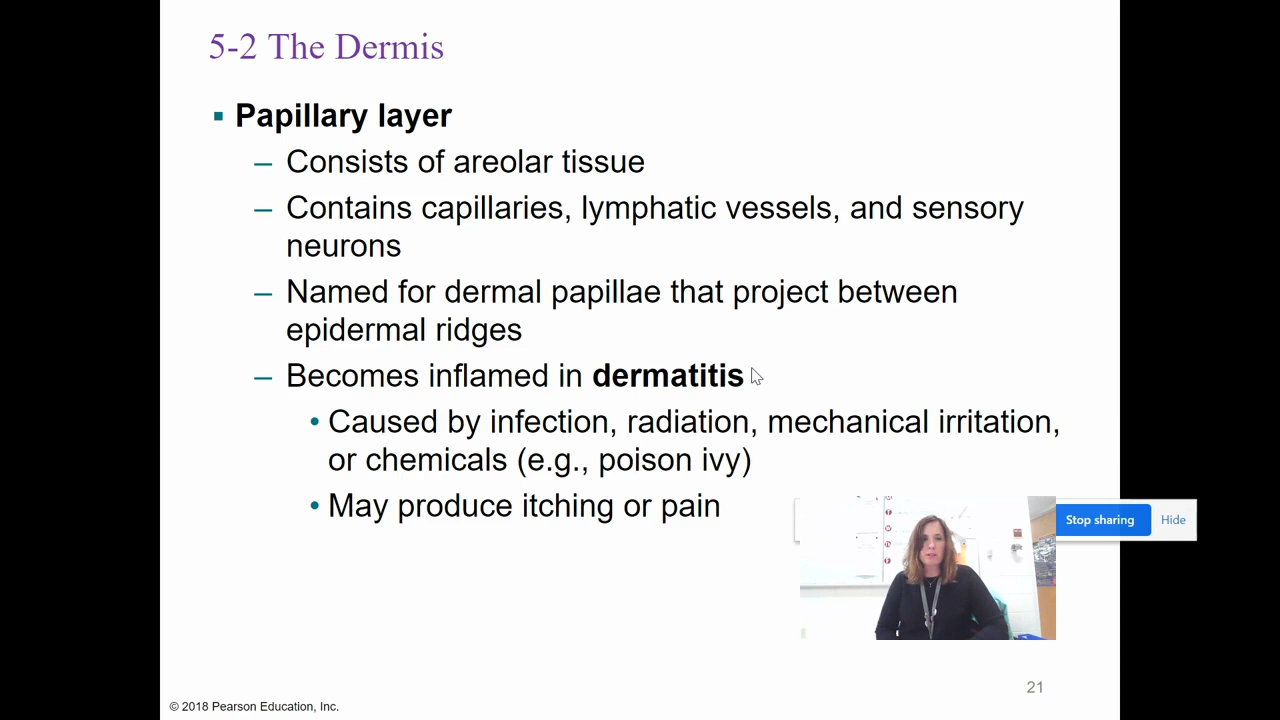 5-2 The Dermis
▪ Papillary layer
– Consists of areolar tissue
– Contains capillaries, lymphatic vessels, and sensory
neurons
– Named for dermal papillae that project between
epidermal ridges
– Becomes inflamed in dermatitis
• Caused by infection, radiation, mechanical irritation,
or chemicals (e.g., poison ivy)
• May produce itching or pain
Stop sharing Hide
21
© 2018 Pearson Education, Inc.